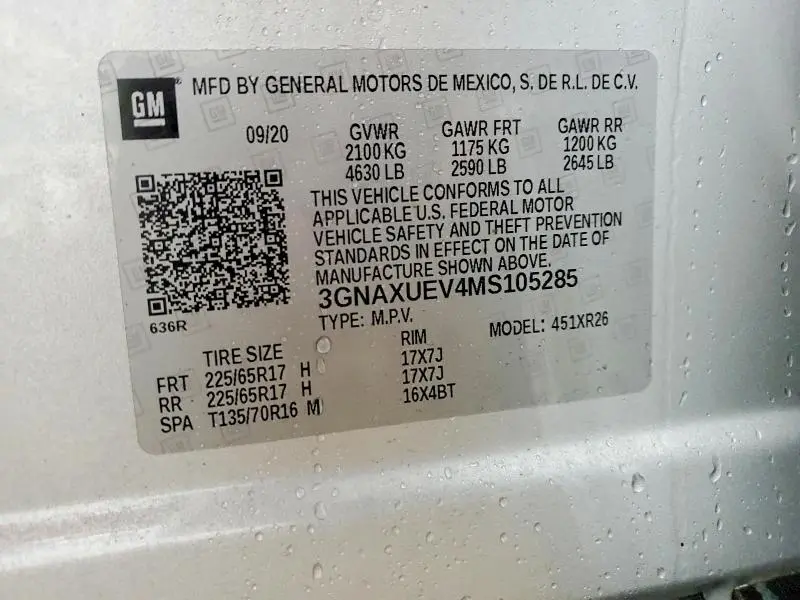 GM ® MFD BY GENERAL MOTORS DE MEXICO, S. DE R.L. DE C.V.
09/20 GVWR GAWR FRT GAWR RR
2100 KG 1175 KG 1200 KG
4630 LB 2590 LB 2645 LB
THIS VEHICLE CONFORMS TO ALL
APPLICABLE U.S. FEDERAL MOTOR
VEHICLE SAFETY AND THEFT PREVENTION
STANDARDS IN EFFECT ON THE DATE OF
MANUFACTURE SHOWN ABOVE.
3GNAXUEV4MS105285
636R TYPE: M.P.V. MODEL: 451XR26
TIRE SIZE RIM
FRT 225/65R17 H 17X7J
RR 225/65R17 H 17X7J
SPA T135/70R16 M 16X4BT